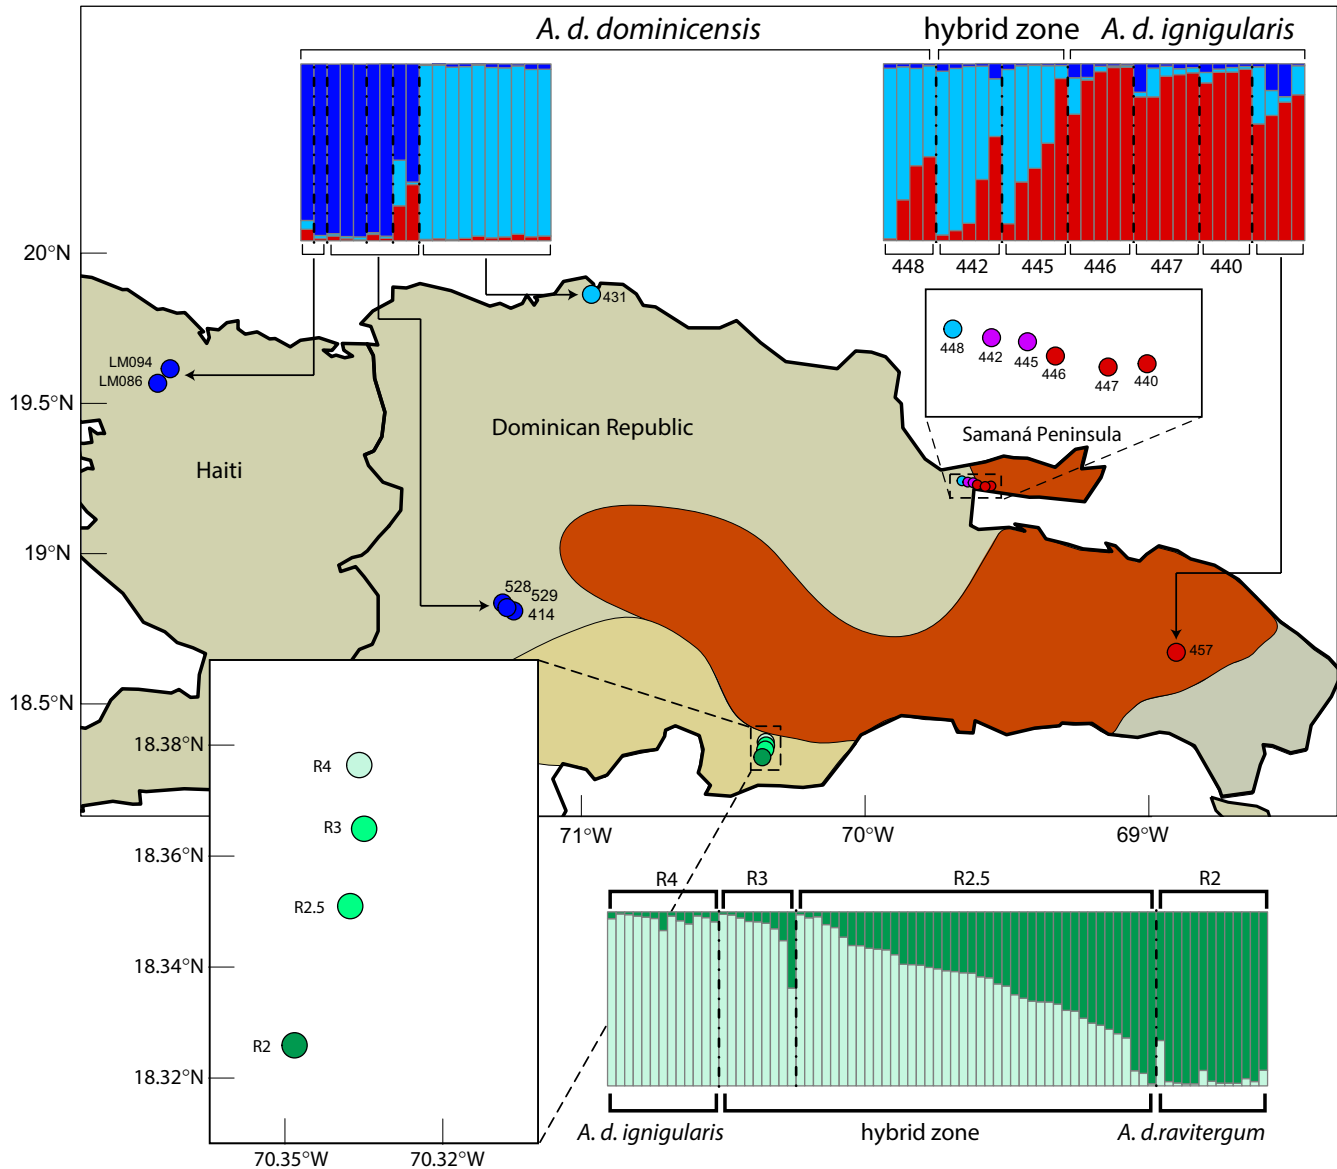 A. d. dominicensis
hybrid zone
A. d. ignigularis
448
442
445
446
447
440
20°N
19.5°N
19°N
18.5°N
431
LM094
LM086
Haiti
Dominican Republic
448
442
445
446
447
440
Samaná Peninsula
528
529
414
457
18.38°N
18.36°N
18.34°N
18.32°N
R4
R3
R2.5
R2
70.35°W
70.32°W
71°W
70°W
69°W
R4
R3
R2.5
R2
A. d. ignigularis
hybrid zone
A. d.ravitergum